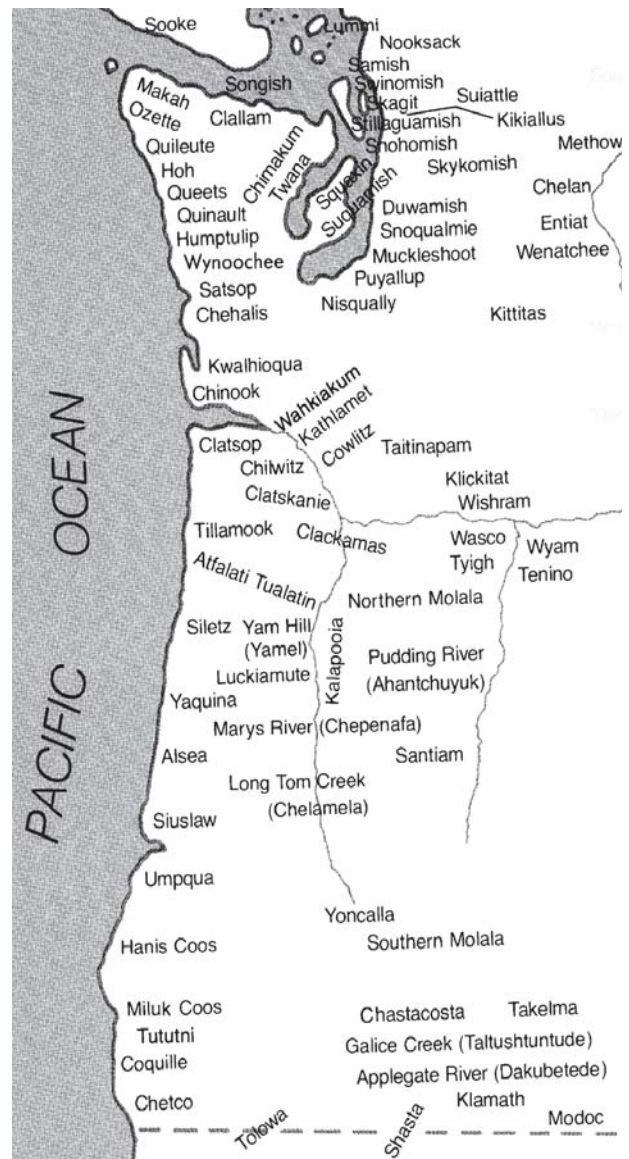 Sooke
Lummi
Nooksack
Samish
Songish
Swinomish
Skagit
Suiattle
Makah
Ozette
Clallam
Stillaguamish
Kikiallus
Quileute
Chimakum
Snohomish
Methow
Hoh
Twana
Squaxin
Skykomish
Queets
Suquamish
Chelan
Quinault
Duwamish
Entiat
Humptulip
Snoqualmie
Wenatchee
Wynoochee
Muckleshoot
Satsop
Puyallup
Chehalis
Nisqually
Kittitas
Kwalhioqua
Chinook
Wahkiakum
Kathlamet
Cowlitz
Clatsop
Taitinapam
Chilwitz
Klickitat
Clatskanie
Wishram
Tillamook
Clackamas
Wasco
Wyam
Tyigh
Tenino
Atfalati Tualatin
Northern Molala
Siletz
Yam Hill
(Yamel)
Kalapooia
Pudding River
(Ahantchuyuk)
Luckiamute
Yaquina
Marys River (Chepenafa)
Alsea
Santiam
Long Tom Creek
(Chelamela)
Siuslaw
Umpqua
Yoncalla
Hanis Coos
Southern Molala
Miluk Coos
Chastacosta
Takelma
Tututni
Galice Creek (Taltushtuntude)
Coquille
Applegate River (Dakubetede)
Chetco
Klamath
Modoc
Tolowa
Shasta
PACIFIC OCEAN